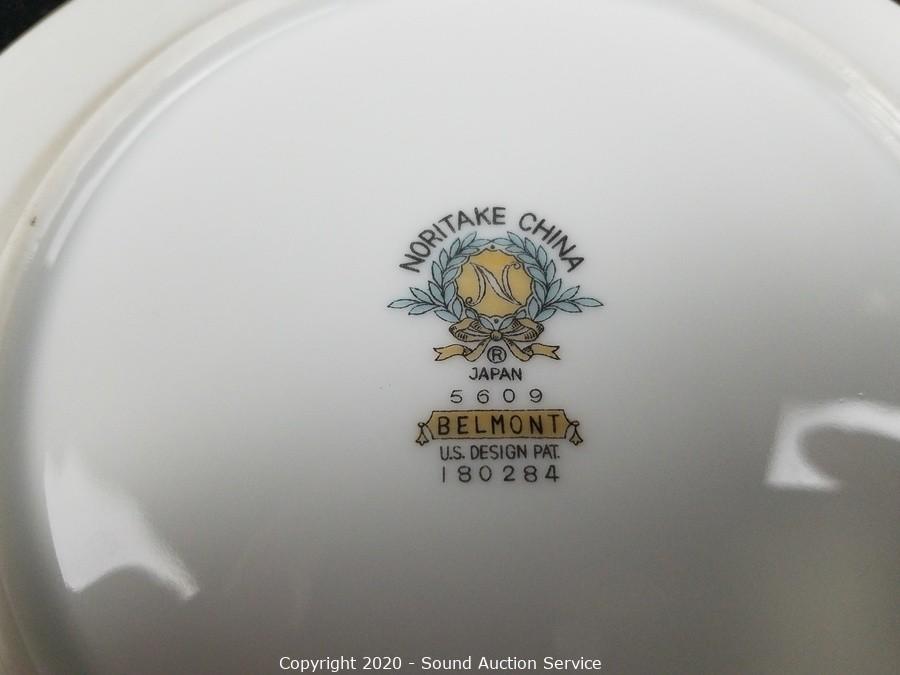 NORITAKE CHINA
N
R
JAPAN
5609
BELMONT
U.S. DESIGN PAT.
180284
Copyright 2020 - Sound Auction Service